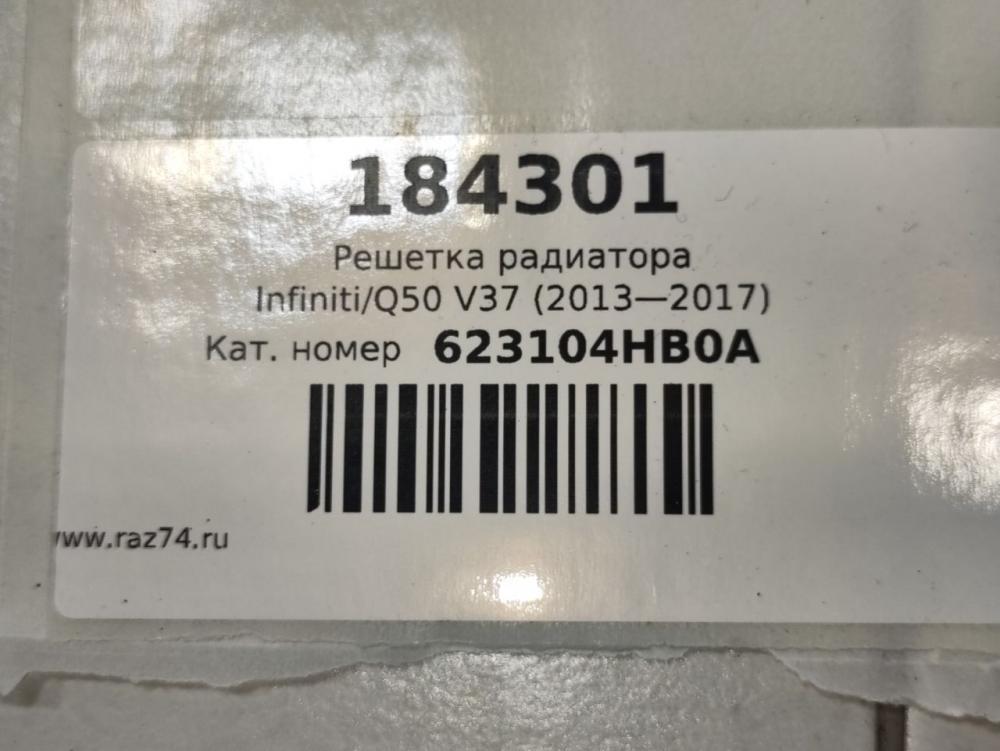 184301
Решетка радиатора
Infiniti/Q50 V37 (2013—2017)
Кат. номер 623104HB0A
www.raz74.ru